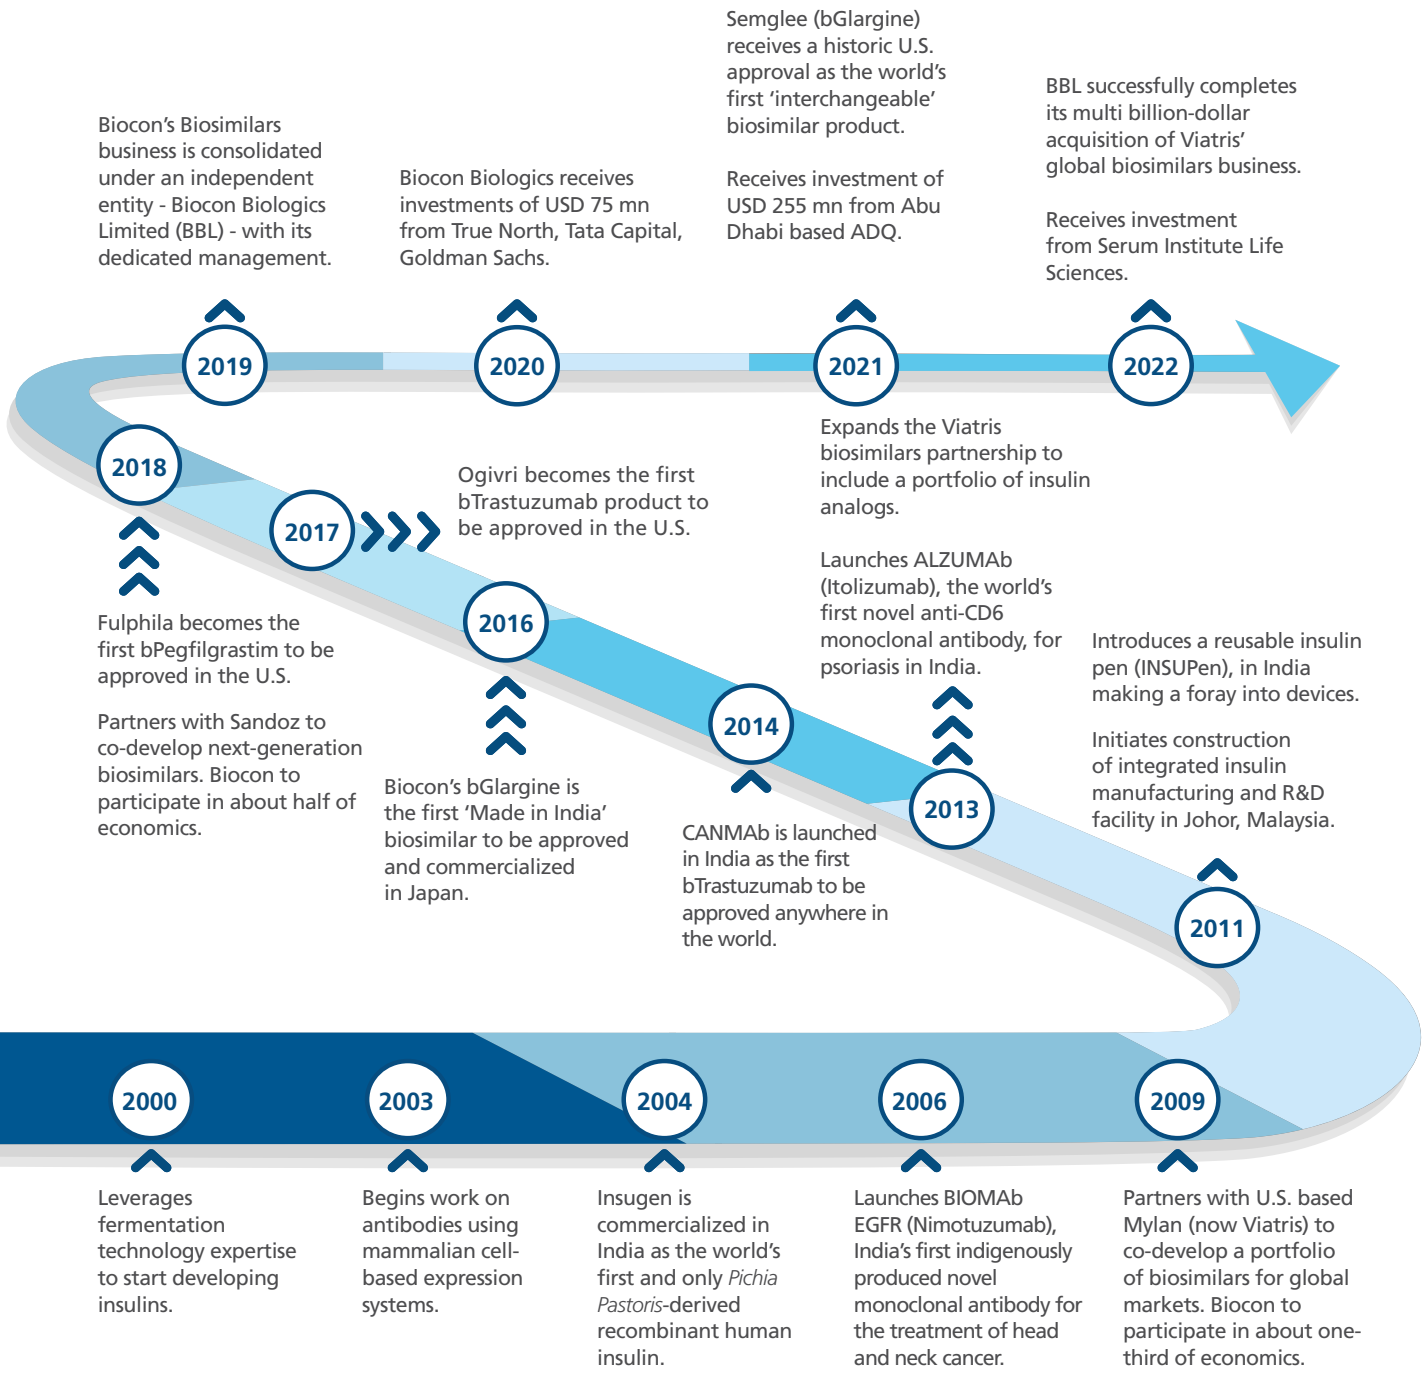 Semglee (bGlargine)
receives a historic U.S.
approval as the world’s
first ‘interchangeable’
biosimilar product.
Receives investment of
USD 255 mn from Abu
Dhabi based ADQ.
BBL successfully completes
its multi billion-dollar
acquisition of Viatris’
global biosimilars business.
Receives investment
from Serum Institute Life
Sciences.
Biocon’s Biosimilars
business is consolidated
under an independent
entity - Biocon Biologics
Limited (BBL) - with its
dedicated management.
Biocon Biologics receives
investments of USD 75 mn
from True North, Tata Capital,
Goldman Sachs.
2019
2020
2021
2022
2018
2017
Ogivri becomes the first
bTrastuzumab product to
be approved in the U.S.
Expands the Viatris
biosimilars partnership to
include a portfolio of insulin
analogs.
Launches ALZUMAb
(Itolizumab), the world’s
first novel anti-CD6
monoclonal antibody, for
psoriasis in India.
2016
Fulphila becomes the
first bPegfilgrastim to be
approved in the U.S.
Partners with Sandoz to
co-develop next-generation
biosimilars. Biocon to
participate in about half of
economics.
Biocon’s bGlargine is
the first ‘Made in India’
biosimilar to be approved
and commercialized
in Japan.
2014
CANMAb is launched
in India as the first
bTrastuzumab to be
approved anywhere in
the world.
2013
Introduces a reusable insulin
pen (INSUPen), in India
making a foray into devices.
Initiates construction
of integrated insulin
manufacturing and R&D
facility in Johor, Malaysia.
2011
2000
2003
2004
2006
2009
Leverages
fermentation
technology expertise
to start developing
insulins.
Begins work on
antibodies using
mammalian cell-
based expression
systems.
Insugen is
commercialized in
India as the world’s
first and only Pichia
Pastoris-derived
recombinant human
insulin.
Launches BIOMAb
EGFR (Nimotuzumab),
India’s first indigenously
produced novel
monoclonal antibody for
the treatment of head
and neck cancer.
Partners with U.S. based
Mylan (now Viatris) to
co-develop a portfolio
of biosimilars for global
markets. Biocon to
participate in about one-
third of economics.